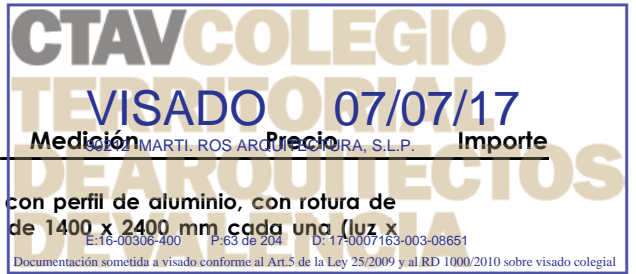 CTAVCOLEGIO
TERRITORIAL
VISADO 07/07/17
Medición Precio Importe
90212 MARTI. ROS ARQUITECTURA, S.L.P.
DEARQUITECTOS
con perfil de aluminio, con rotura de
de 1400 x 2400 mm cada una (luz x
DEVALENCIA
E:16-00306-400 P:63 de 204 D: 17-0007163-003-08651
Documentación sometida a visado conforme al Art.5 de la Ley 25/2009 y al RD 1000/2010 sobre visado colegial